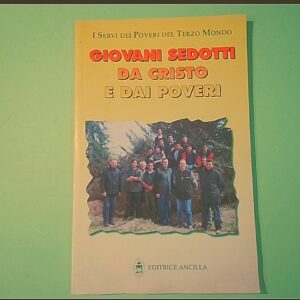 I SERVI DEI POVERI DEL TERZO MONDO
GIOVANI SEDOTTI
DA CRISTO
E DAI POVERI
EDITRICE ANCILLA